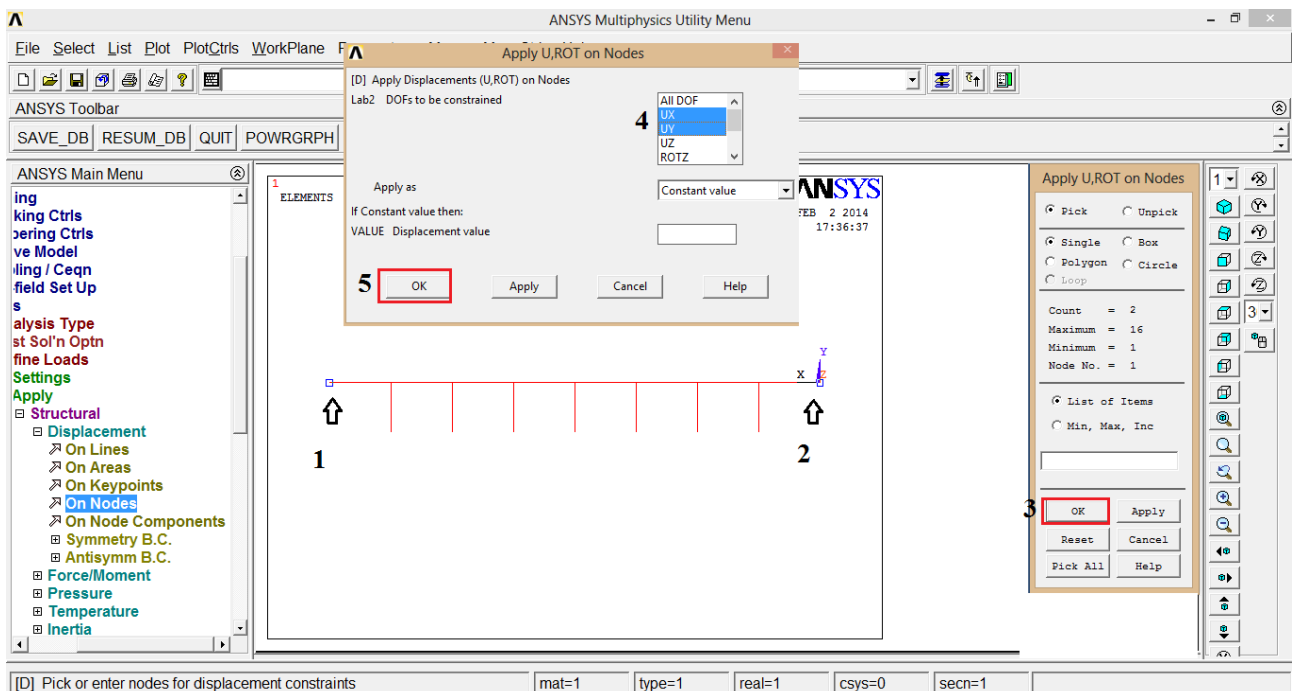 ANSYS Multiphysics Utility Menu
File Select List Plot PlotCtrls WorkPlane
ANSYS Toolbar
SAVE_DB RESUM_DB QUIT POWRGRPH
Apply U,ROT on Nodes
[D] Apply Displacements (U,ROT) on Nodes
Lab2 DOFs to be constrained
All DOF
UX
4 UY
UZ
ROTZ
Apply as Constant value
If Constant value then:
VALUE Displacement value
5 OK Apply Cancel Help
ANSYS Main Menu
ing
king Ctrls
pering Ctrls
ve Model
ling / Ceqn
field Set Up
s
alysis Type
st Sol'n Optn
fine Loads
Settings
Apply
Structural
Displacement
On Lines
On Areas
On Keypoints
On Nodes
On Node Components
Symmetry B.C.
Antisymm B.C.
Force/Moment
Pressure
Temperature
Inertia
1
ELEMENTS
ANSYS
FEB 2 2014
17:36:37
Y
X Z
1 2
Apply U,ROT on Nodes
Pick Unpick
Single Box
Polygon Circle
Loop
Count = 2
Maximum = 16
Minimum = 1
Node No. = 1
List of Items
Min, Max, Inc
3 OK Apply
Reset Cancel
Pick All Help
1
3
[D] Pick or enter nodes for displacement constraints mat=1 type=1 real=1 csys=0 secn=1